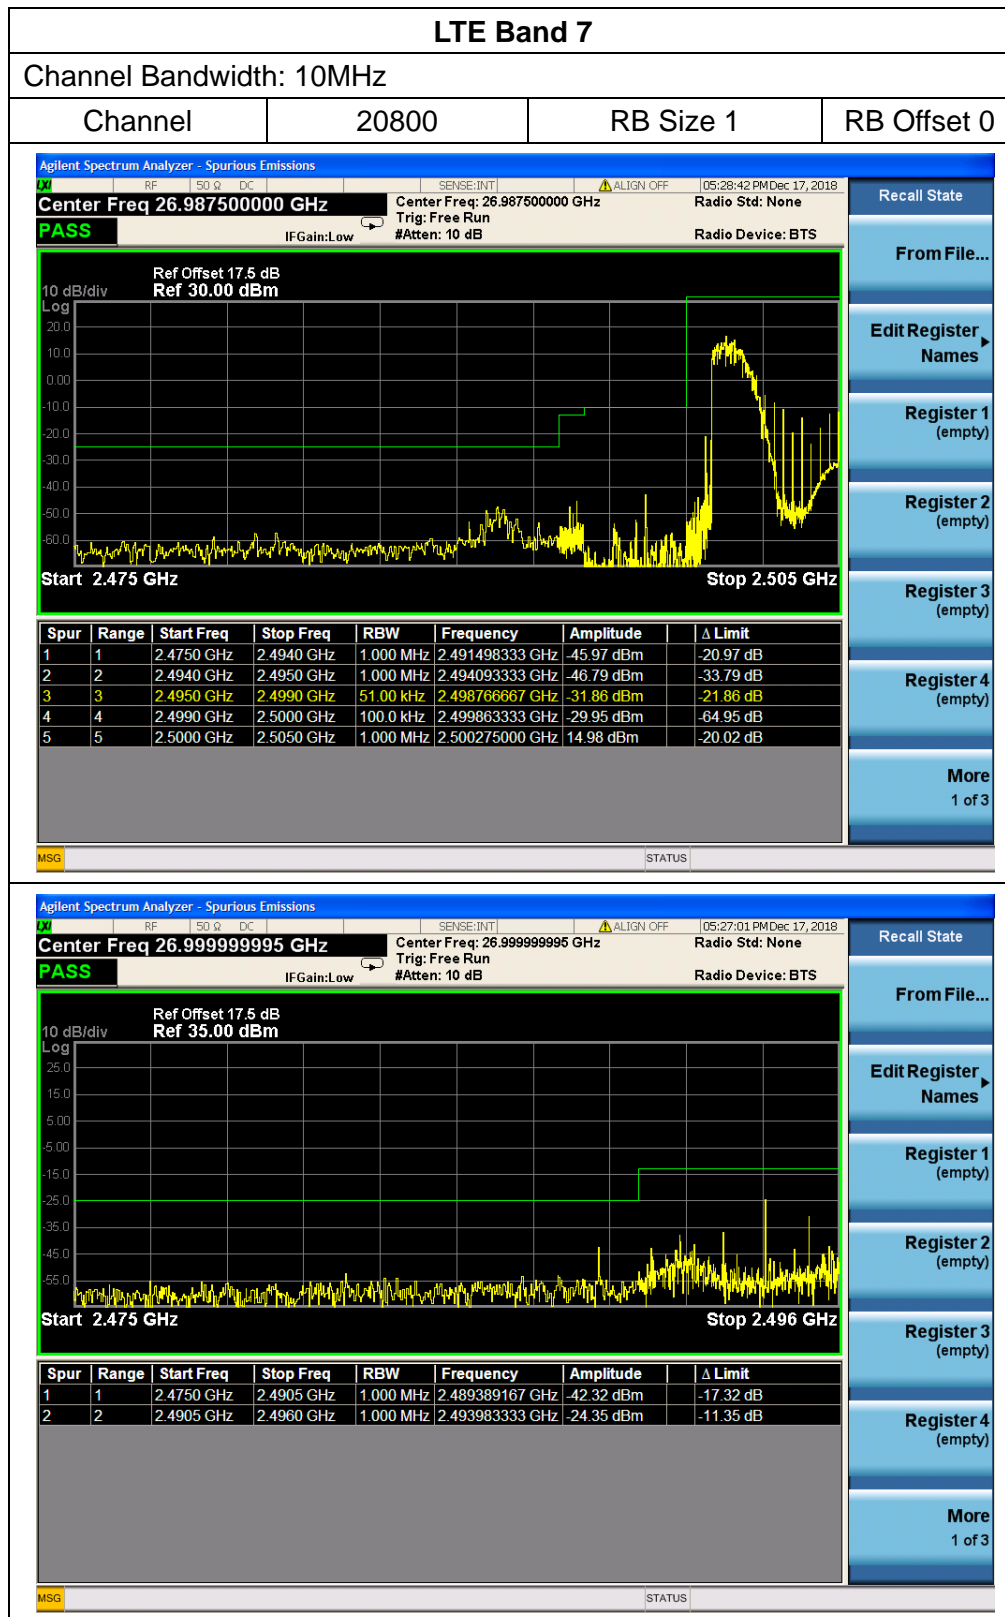 LTE Band 7
Channel Bandwidth: 10MHz
Channel 20800 RB Size 1 RB Offset 0
Agilent Spectrum Analyzer - Spurious Emissions
LXI RF 50 Ω DC SENSE:INT ALIGN OFF 05:28:42 PM Dec 17, 2018
Center Freq 26.987500000 GHz Center Freq: 26.987500000 GHz Radio Std: None
Trig: Free Run
PASS IFGain:Low #Atten: 10 dB Radio Device: BTS
Ref Offset 17.5 dB
10 dB/div Ref 30.00 dBm
Log
20.0
10.0
0.00
-10.0
-20.0
-30.0
-40.0
-50.0
-60.0
Start 2.475 GHz Stop 2.505 GHz
Spur Range Start Freq Stop Freq RBW Frequency Amplitude Δ Limit
1 1 2.4750 GHz 2.4940 GHz 1.000 MHz 2.491498333 GHz -45.97 dBm -20.97 dB
2 2 2.4940 GHz 2.4950 GHz 1.000 MHz 2.494093333 GHz -46.79 dBm -33.79 dB
3 3 2.4950 GHz 2.4990 GHz 51.00 kHz 2.498766667 GHz -31.86 dBm -21.86 dB
4 4 2.4990 GHz 2.5000 GHz 100.0 kHz 2.499863333 GHz -29.95 dBm -64.95 dB
5 5 2.5000 GHz 2.5050 GHz 1.000 MHz 2.500275000 GHz 14.98 dBm -20.02 dB
MSG STATUS
Recall State
From File...
Edit Register
Names
Register 1
(empty)
Register 2
(empty)
Register 3
(empty)
Register 4
(empty)
More
1 of 3
Agilent Spectrum Analyzer - Spurious Emissions
LXI RF 50 Ω DC SENSE:INT ALIGN OFF 05:27:01 PM Dec 17, 2018
Center Freq 26.999999995 GHz Center Freq: 26.999999995 GHz Radio Std: None
Trig: Free Run
PASS IFGain:Low #Atten: 10 dB Radio Device: BTS
Ref Offset 17.5 dB
10 dB/div Ref 35.00 dBm
Log
25.0
15.0
5.00
-5.00
-15.0
-25.0
-35.0
-45.0
-55.0
Start 2.475 GHz Stop 2.496 GHz
Spur Range Start Freq Stop Freq RBW Frequency Amplitude Δ Limit
1 1 2.4750 GHz 2.4905 GHz 1.000 MHz 2.489389167 GHz -42.32 dBm -17.32 dB
2 2 2.4905 GHz 2.4960 GHz 1.000 MHz 2.493983333 GHz -24.35 dBm -11.35 dB
MSG STATUS
Recall State
From File...
Edit Register
Names
Register 1
(empty)
Register 2
(empty)
Register 3
(empty)
Register 4
(empty)
More
1 of 3